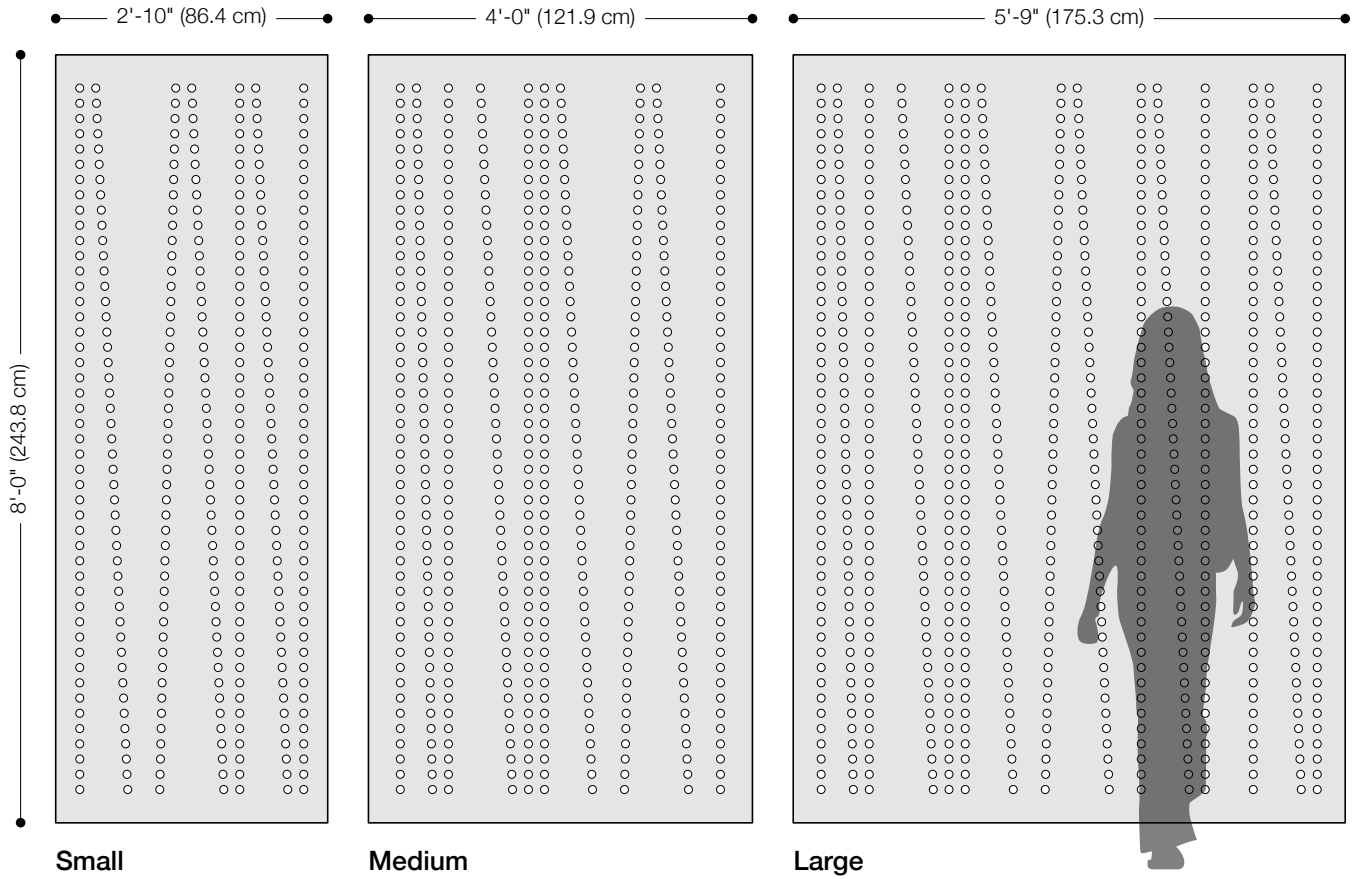 2'-10" (86.4 cm)
4'-0" (121.9 cm)
5'-9" (175.3 cm)
8'-0" (243.8 cm)
Small
Medium
Large